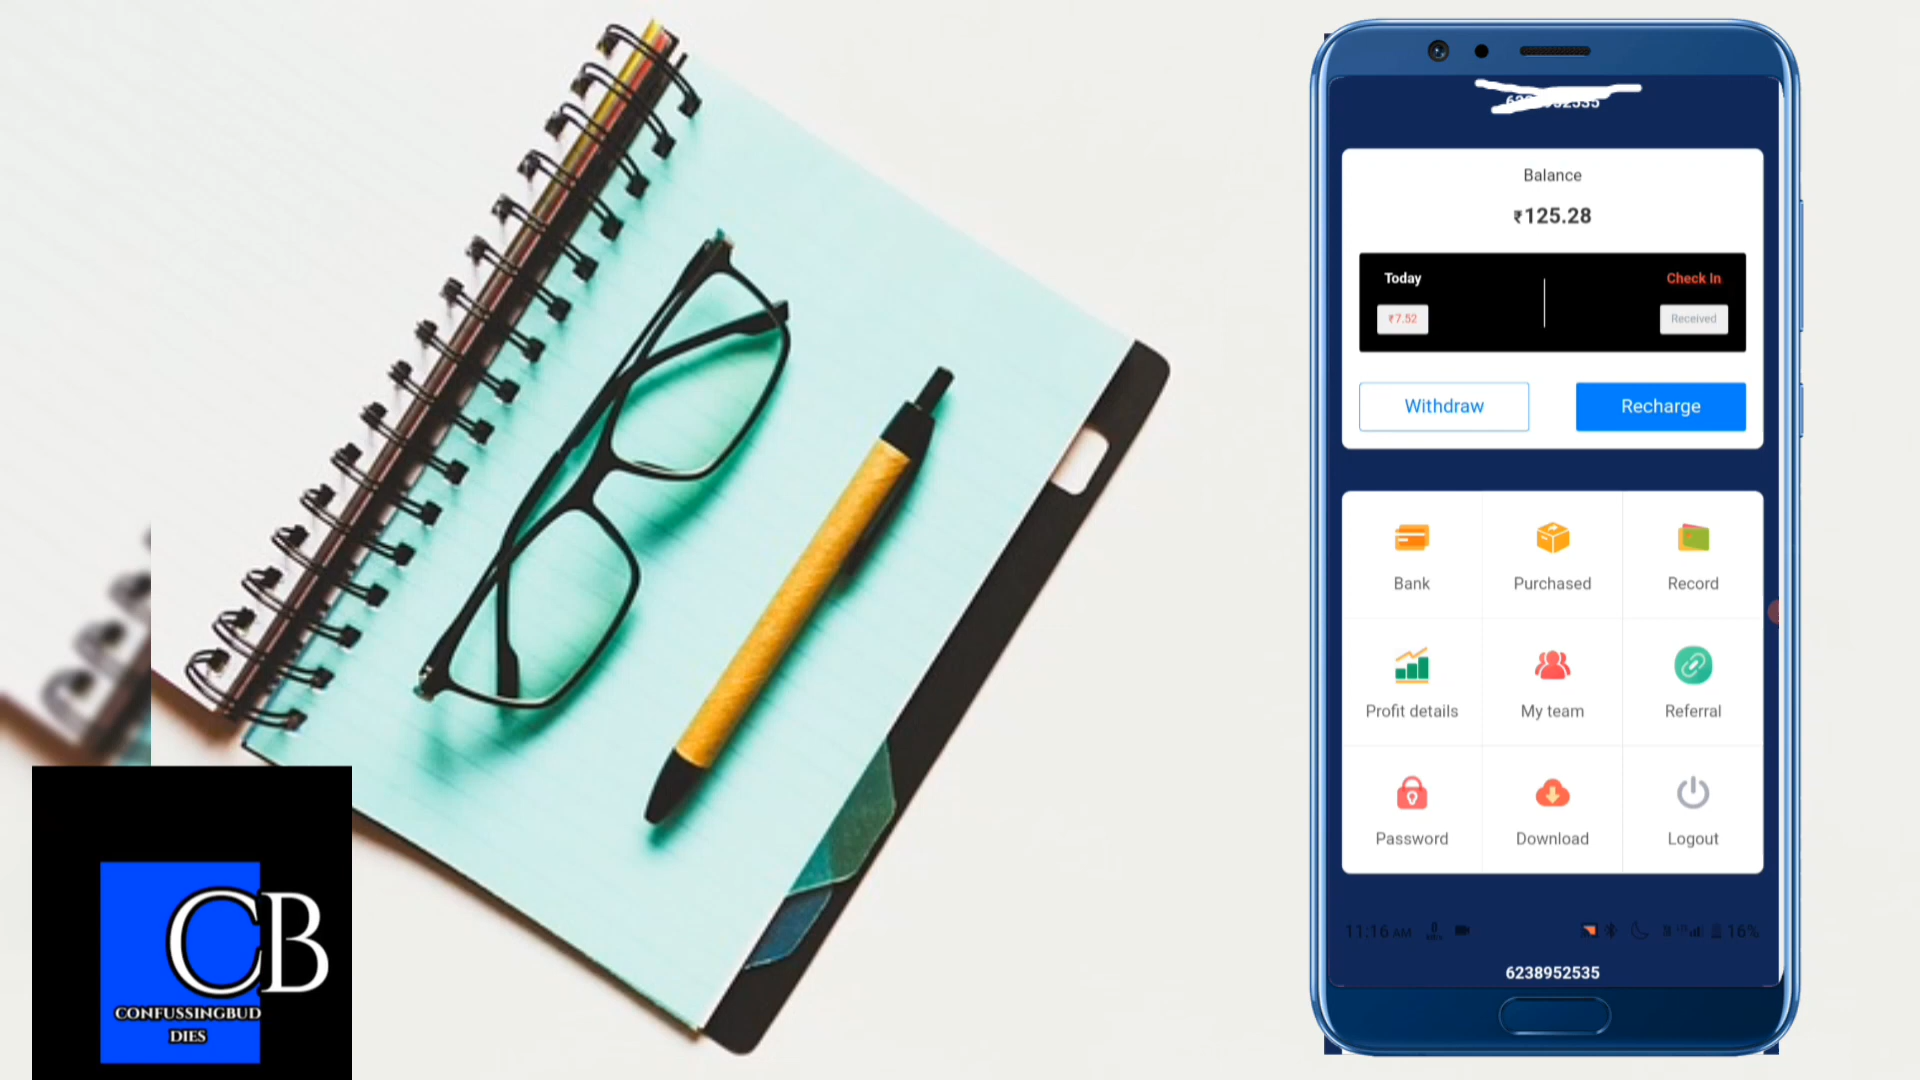 Balance
₹125.28
Today
Check In
₹7.52
Received
Withdraw
Recharge
Bank
Purchased
Record
Profit details
My team
Referral
Password
Download
Logout
11:16 AM
16%
6238952535
CB
CONFUSSINGBUD
DIES